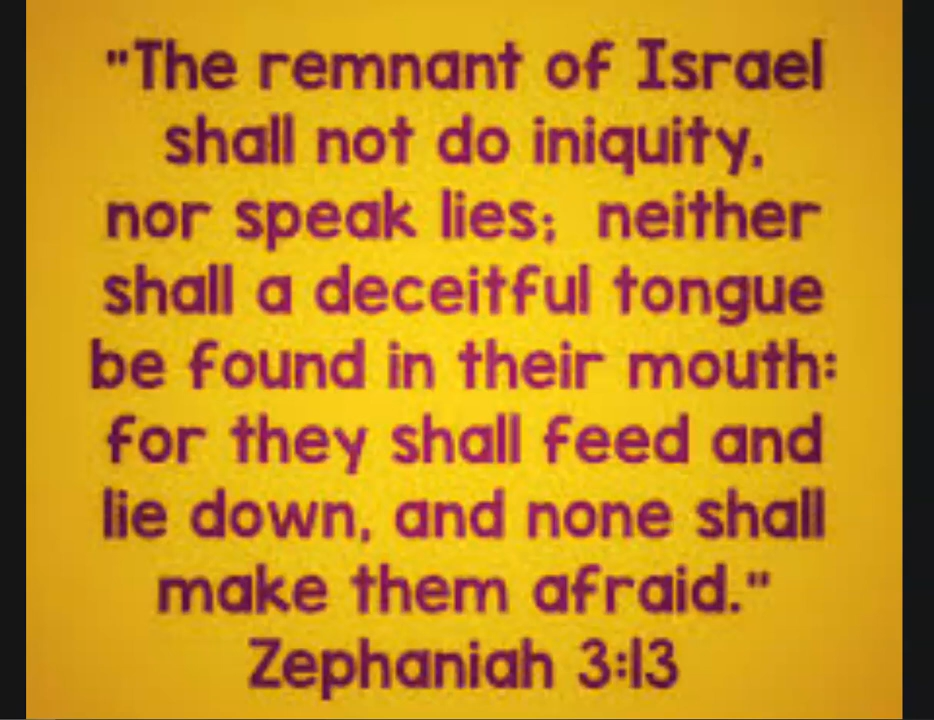 "The remnant of Israel
shall not do iniquity,
nor speak lies; neither
shall a deceitful tongue
be found in their mouth:
for they shall feed and
lie down, and none shall
make them afraid."
Zephaniah 3:13